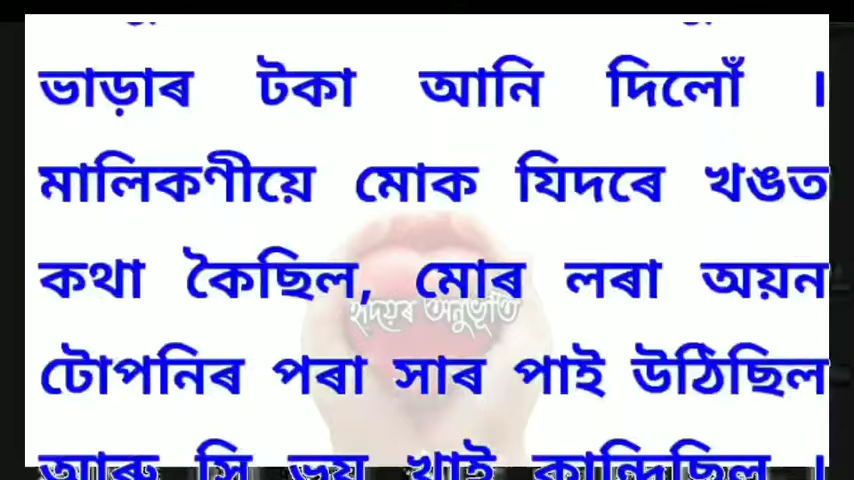 ভাড়াৰ টকা আনি দিলোঁ ।
মালিকণীয়ে মোক যিদৰে খঙত
কথা কৈছিল, মোৰ লৰা অয়ন
হৃদয়ৰ অনুভূতি
টোপনিৰ পৰা সাৰ পাই উঠিছিল
আৰু সি ভয় খাই কান্দিছিল ।